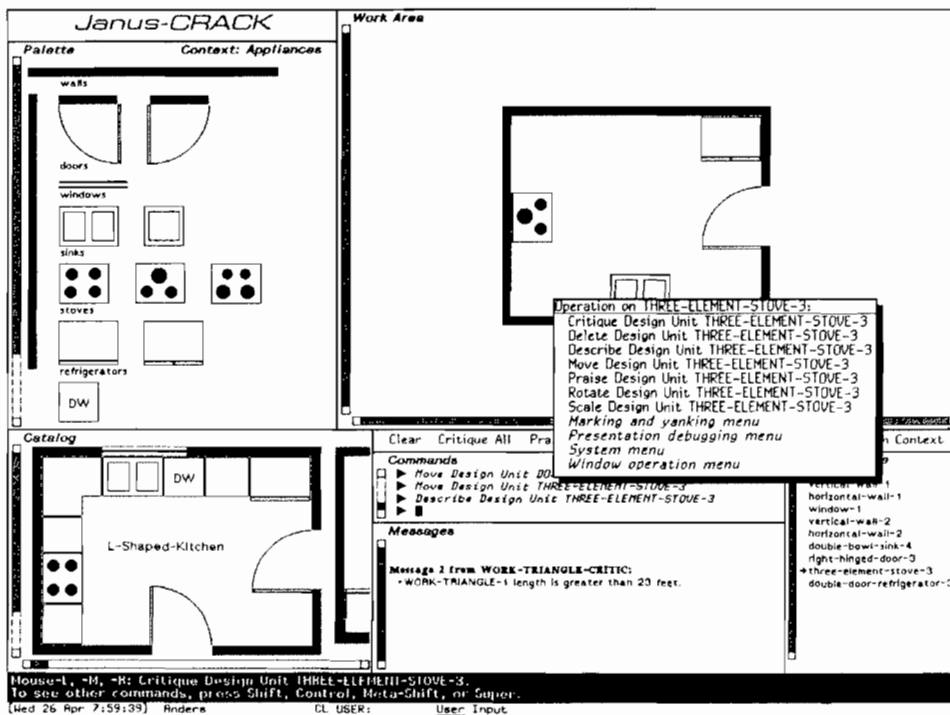 Janus-CRACK
Palette Context: Appliances
walls
doors
windows
sinks
stoves
refrigerators
DW
Work Area
Operation on THREE-ELEMENT-STOVE-3:
Critique Design Unit THREE-ELEMENT-STOVE-3
Delete Design Unit THREE-ELEMENT-STOVE-3
Describe Design Unit THREE-ELEMENT-STOVE-3
Move Design Unit THREE-ELEMENT-STOVE-3
Praise Design Unit THREE-ELEMENT-STOVE-3
Rotate Design Unit THREE-ELEMENT-STOVE-3
Scale Design Unit THREE-ELEMENT-STOVE-3
Marking and yanking menu
Presentation debugging menu
System menu
Window operation menu
Catalog
DW
L-Shaped-Kitchen
Clear Critique All Context
Commands
Move Design Unit
Move Design Unit THREE-ELEMENT-STOVE-3
Describe Design Unit THREE-ELEMENT-STOVE-3
Messages
Message 2 from WORK-TRIANGLE-CRITIC:
WORK-TRIANGLE-1 length is greater than 23 feet.
vertical-wall-1
horizontal-wall-1
window-1
vertical-wall-2
horizontal-wall-2
double-bowl-sink-4
right-hinged-door-3
three-element-stove-3
Mouse-L, -M, -R: Critique Design Unit THREE-ELEMENT-STOVE-3.
To see other commands, press Shift, Control, Meta-Shift, or Super.
[Wed 26 Apr 7:59:39] Anders CL USER: User Input